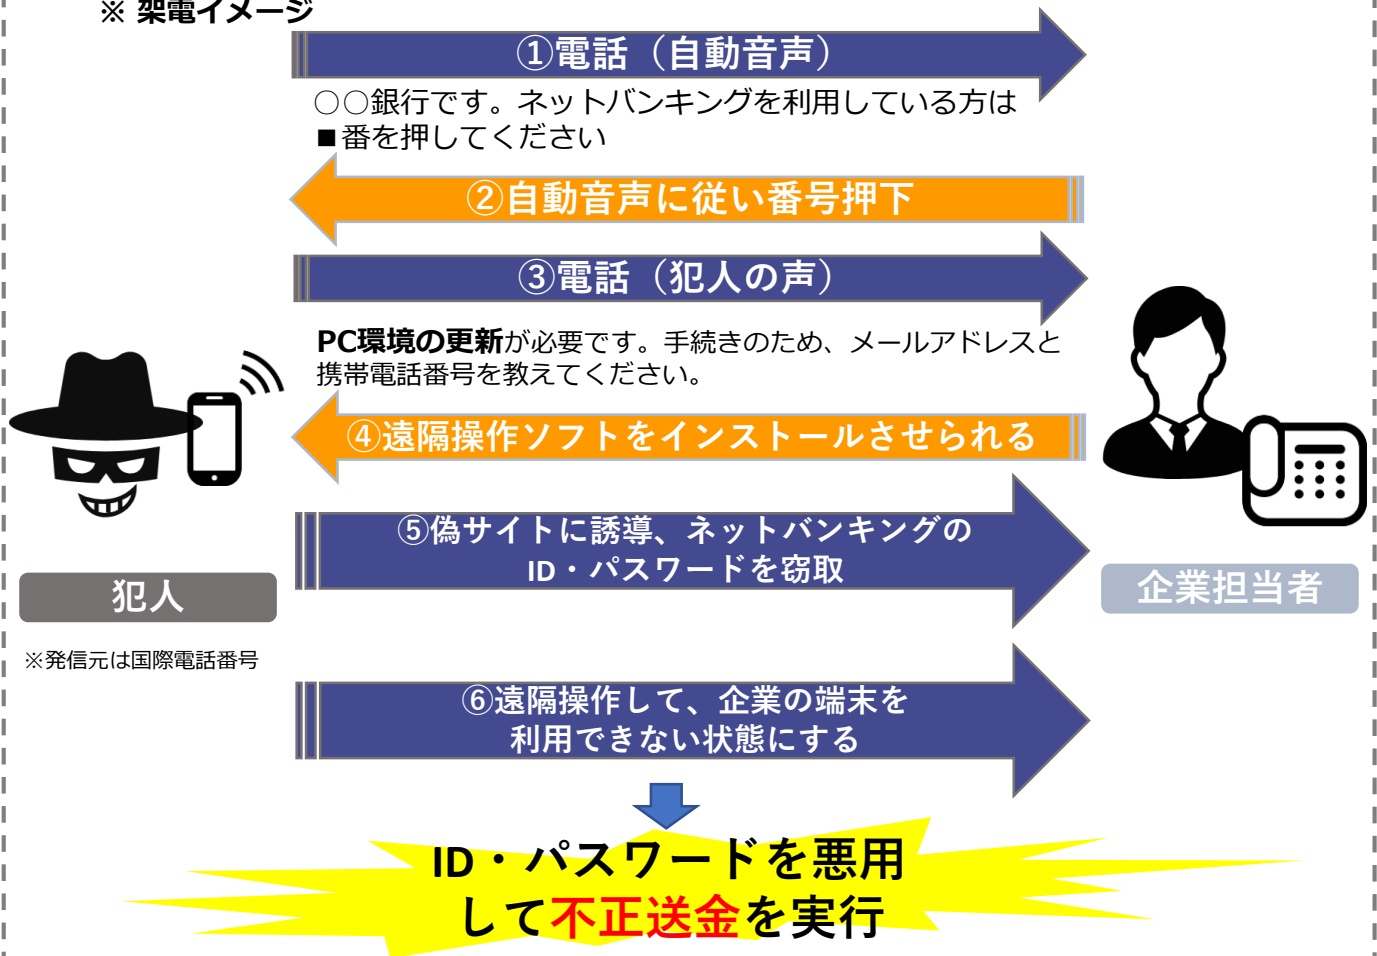 ※ 架電イメージ
①電話（自動音声）
○○銀行です。ネットバンキングを利用している方は
■番を押してください
②自動音声に従い番号押下
③電話（犯人の声）
PC環境の更新が必要です。手続きのため、メールアドレスと
携帯電話番号を教えてください。
④遠隔操作ソフトをインストールさせられる
⑤偽サイトに誘導、ネットバンキングの
ID・パスワードを窃取
犯人
企業担当者
※発信元は国際電話番号
⑥遠隔操作して、企業の端末を
利用できない状態にする
ID・パスワードを悪用
して不正送金を実行